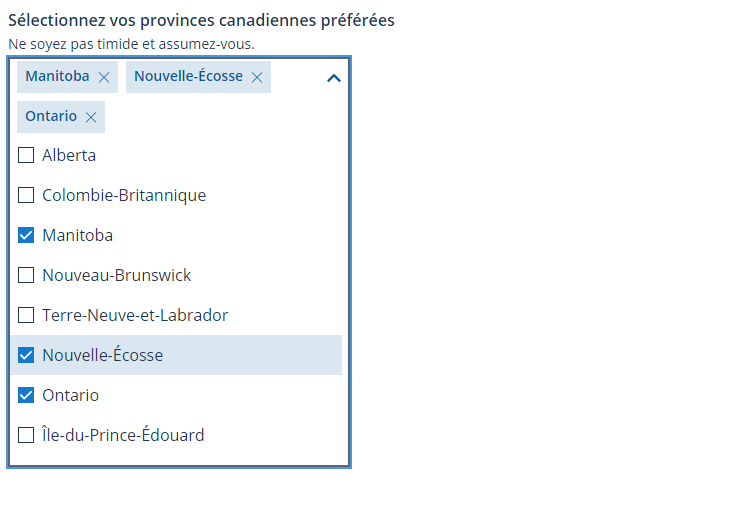 Sélectionnez vos provinces canadiennes préférées
Ne soyez pas timide et assumez-vous.
Manitoba Nouvelle-Écosse
Ontario
Alberta
Colombie-Britannique
Manitoba
Nouveau-Brunswick
Terre-Neuve-et-Labrador
Nouvelle-Écosse
Ontario
Île-du-Prince-Édouard